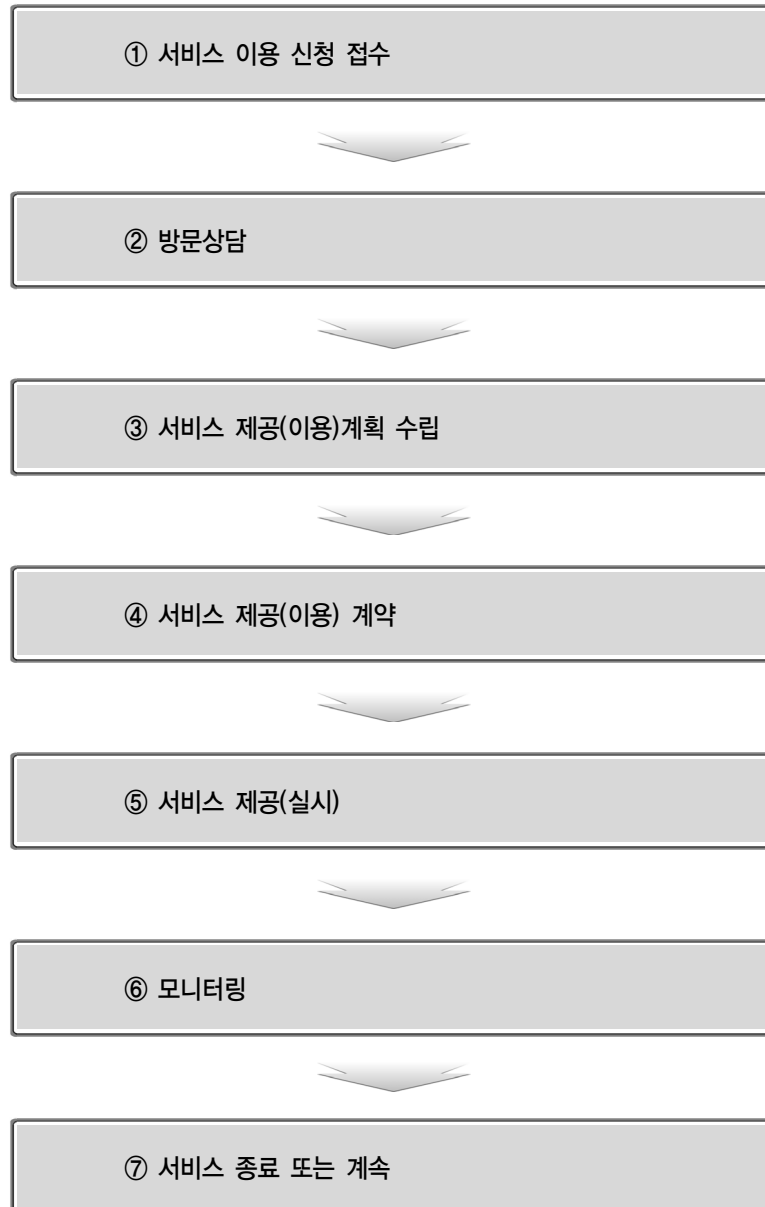 ① 서비스 이용 신청 접수
② 방문상담
③ 서비스 제공(이용)계획 수립
④ 서비스 제공(이용) 계약
⑤ 서비스 제공(실시)
⑥ 모니터링
⑦ 서비스 종료 또는 계속